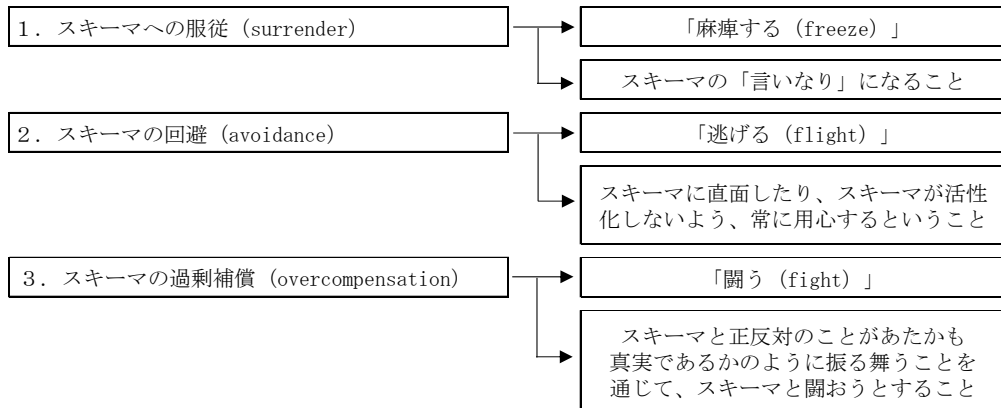 １．スキーマへの服従（surrender）
「麻痺する（freeze）」
スキーマの「言いなり」になること
２．スキーマの回避（avoidance）
「逃げる（flight）」
スキーマに直面したり、スキーマが活性
化しないよう、常に用心するということ
３．スキーマの過剰補償（overcompensation）
「闘う（fight）」
スキーマと正反対のことがあたかも
真実であるかのように振る舞うことを
通じて、スキーマと闘おうとすること